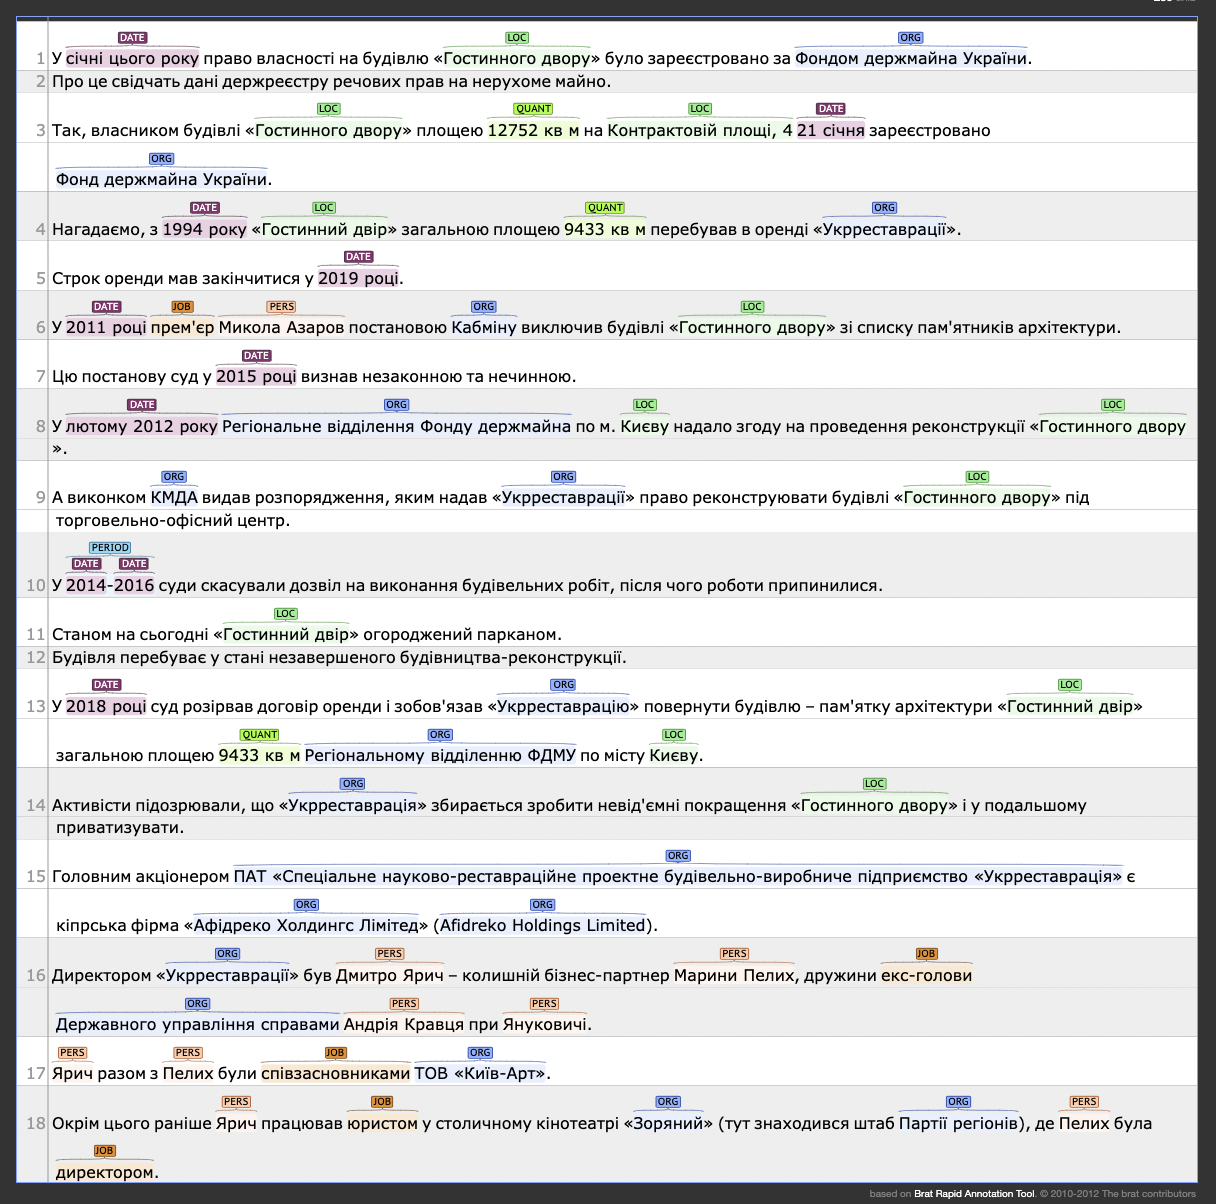 DATE LOC ORG
1 У січні цього року право власності на будівлю «Гостинного двору» було зареєстровано за Фондом держмайна України.
2 Про це свідчать дані держреєстру речових прав на нерухоме майно.
LOC QUANT LOC DATE
3 Так, власником будівлі «Гостинного двору» площею 12752 кв м на Контрактовій площі, 4 21 січня зареєстровано
ORG
Фонд держмайна України.
DATE LOC QUANT ORG
4 Нагадаємо, з 1994 року «Гостинний двір» загальною площею 9433 кв м перебував в оренді «Укрреставрації».
DATE
5 Строк оренди мав закінчитися у 2019 році.
DATE JOB PERS ORG LOC
6 У 2011 році прем'єр Микола Азаров постановою Кабміну виключив будівлі «Гостинного двору» зі списку пам'ятників архітектури.
DATE
7 Цю постанову суд у 2015 році визнав незаконною та нечинною.
DATE ORG LOC LOC
8 У лютому 2012 року Регіональне відділення Фонду держмайна по м. Києву надало згоду на проведення реконструкції «Гостинного двору
».
ORG ORG LOC
9 А виконком КМДА видав розпорядження, яким надав «Укрреставрації» право реконструювати будівлі «Гостинного двору» під
торговельно-офісний центр.
PERIOD
DATE DATE
10 У 2014-2016 суди скасували дозвіл на виконання будівельних робіт, після чого роботи припинилися.
LOC
11 Станом на сьогодні «Гостинний двір» огороджений парканом.
12 Будівля перебуває у стані незавершеного будівництва-реконструкції.
DATE ORG LOC
13 У 2018 році суд розірвав договір оренди і зобов'язав «Укрреставрацію» повернути будівлю – пам'ятку архітектури «Гостинний двір»
QUANT ORG LOC
загальною площею 9433 кв м Регіональному відділенню ФДМУ по місту Києву.
ORG LOC
14 Активісти підозрювали, що «Укрреставрація» збирається зробити невід'ємні покращення «Гостинного двору» і у подальшому
приватизувати.
ORG
15 Головним акціонером ПАТ «Спеціальне науково-реставраційне проектне будівельно-виробниче підприємство «Укрреставрація» є
ORG ORG
кіпрська фірма «Афідреко Холдингс Лімітед» (Afidreko Holdings Limited).
ORG PERS PERS JOB
16 Директором «Укрреставрації» був Дмитро Ярич – колишній бізнес-партнер Марини Пелих, дружини екс-голови
ORG PERS PERS
Державного управління справами Андрія Кравця при Януковичі.
PERS PERS JOB ORG
17 Ярич разом з Пелих були співзасновниками ТОВ «Київ-Арт».
PERS JOB ORG ORG PERS
18 Окрім цього раніше Ярич працював юристом у столичному кінотеатрі «Зоряний» (тут знаходився штаб Партії регіонів), де Пелих була
JOB
директором.
based on Brat Rapid Annotation Tool. © 2010-2012 The brat contributors